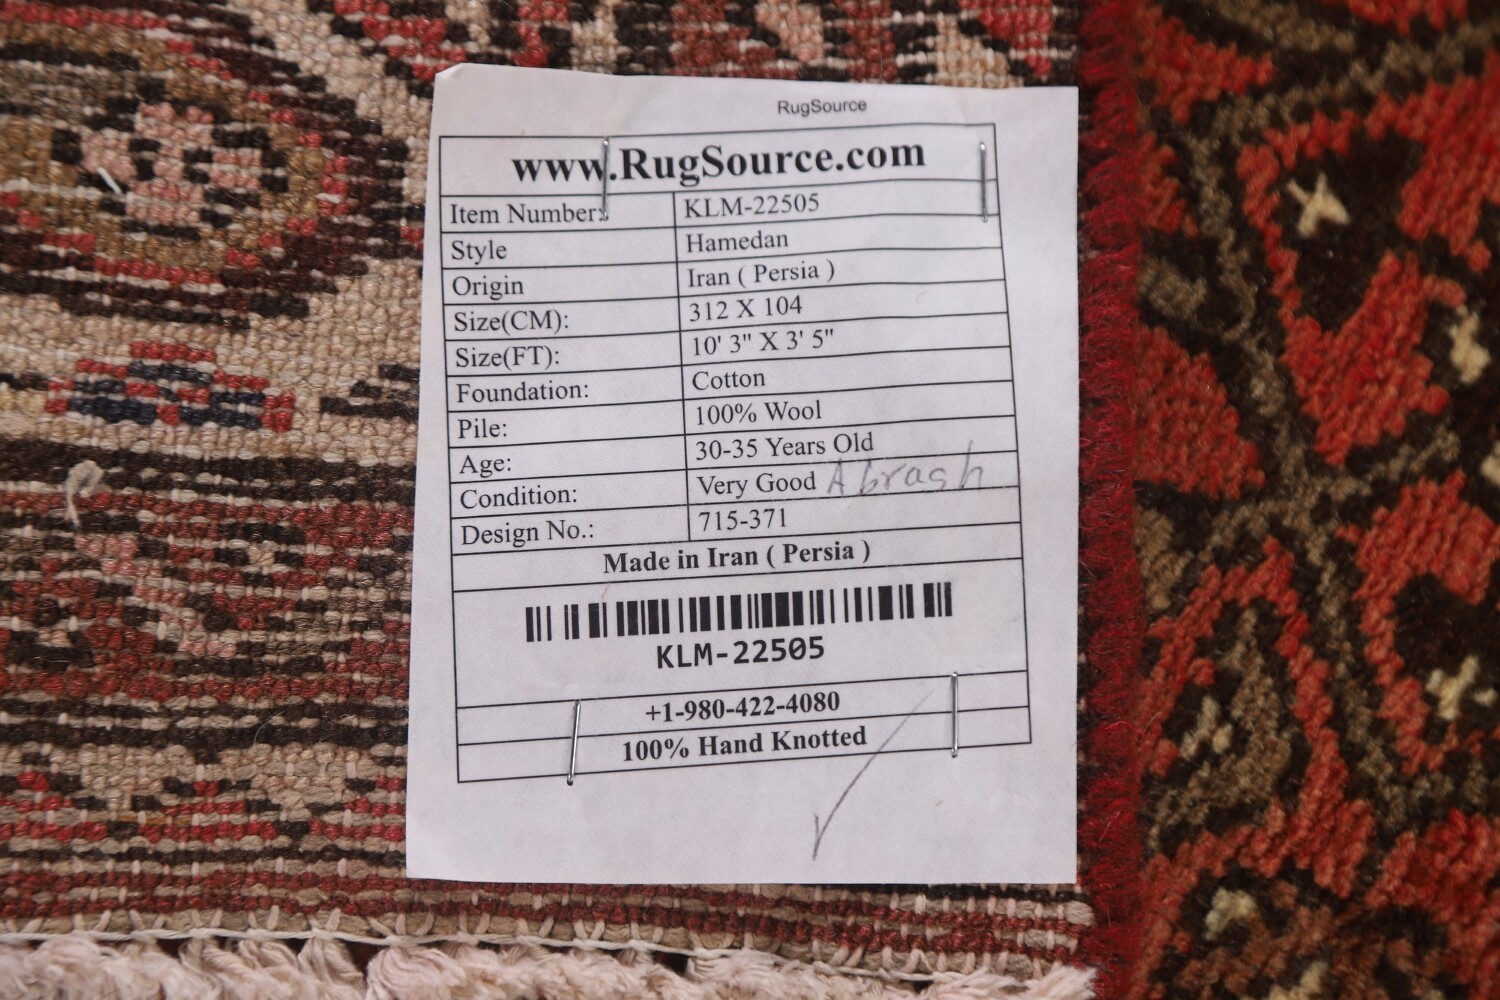 RugSource
www.RugSource.com
Item Number: KLM-22505
Style Hamedan
Origin Iran ( Persia )
Size(CM): 312 X 104
Size(FT): 10' 3" X 3' 5"
Foundation: Cotton
Pile: 100% Wool
Age: 30-35 Years Old
Condition: Very Good Abrash
Design No.: 715-371
Made in Iran ( Persia )
KLM-22505
+1-980-422-4080
100% Hand Knotted